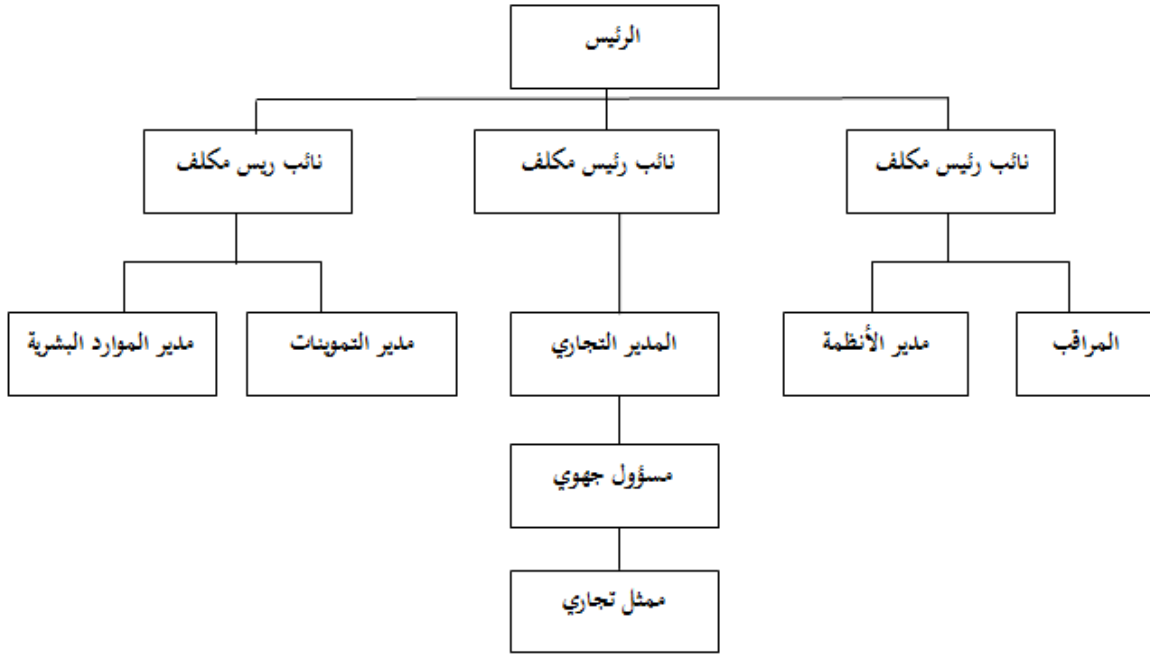 الرئيس
نائب رئيس مكلف
نائب رئيس مكلف
نائب ريس مكلف
المراقب
مدير الأنظمة
المدير التجاري
مدير التموينات
مدير الموارد البشرية
مسؤول جهوي
ممثل تجاري